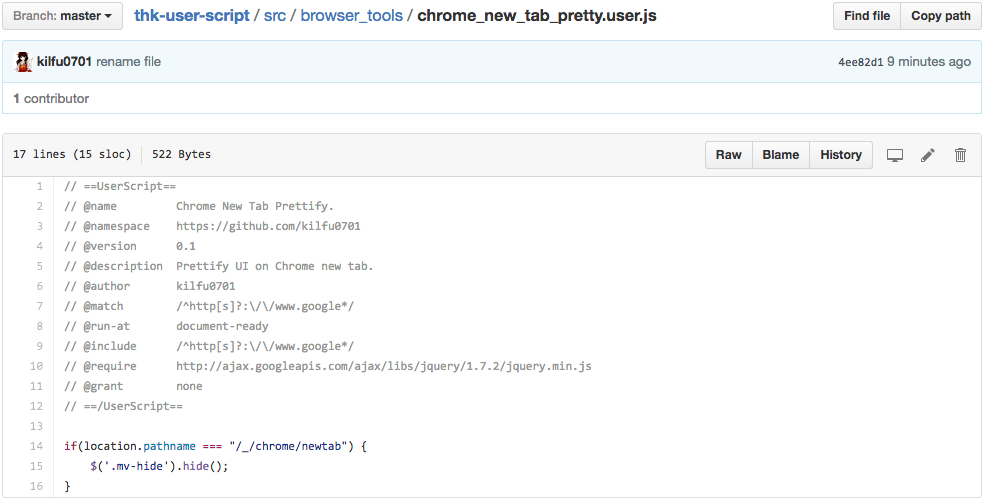 Branch: master thk-user-script / src / browser_tools / chrome_new_tab_pretty.user.js Find file Copy path
kilfu0701 rename file 4ee82d1 9 minutes ago
1 contributor
17 lines (15 sloc) 522 Bytes Raw Blame History
1 // ==UserScript==
2 // @name Chrome New Tab Prettify.
3 // @namespace https://github.com/kilfu0701
4 // @version 0.1
5 // @description Prettify UI on Chrome new tab.
6 // @author kilfu0701
7 // @match /^http[s]?:\/\/www.google*/
8 // @run-at document-ready
9 // @include /^http[s]?:\/\/www.google*/
10 // @require http://ajax.googleapis.com/ajax/libs/jquery/1.7.2/jquery.min.js
11 // @grant none
12 // ==/UserScript==
13
14 if(location.pathname === "/_/chrome/newtab") {
15 $('.mv-hide').hide();
16 }